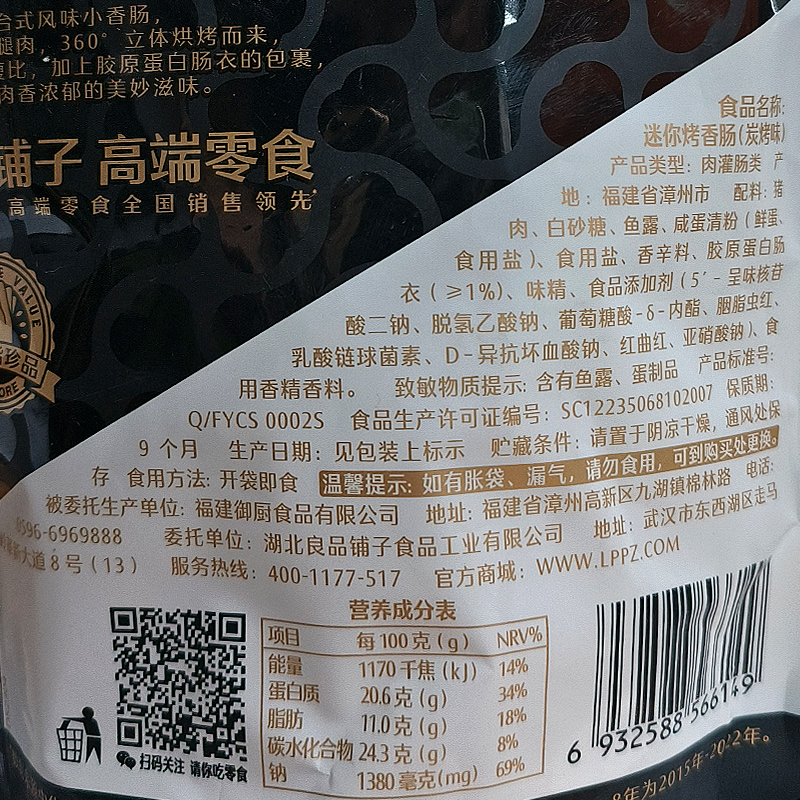 台式风味小香肠，
腿肉，360° 立体烘烤而来，
比，加上胶原蛋白肠衣的包裹，
肉香浓郁的美妙滋味。
铺子 高端零食
高端零食全国销售领先*
VALUE
珍品
ORE
食品名称:
迷你烤香肠(炭烤味)
产品类型: 肉灌肠类 产
地: 福建省漳州市 配料: 猪
肉、白砂糖、鱼露、咸蛋清粉（鲜蛋、
食用盐）、食用盐、香辛料、胶原蛋白肠
衣（≥1%）、味精、食品添加剂（5′-呈味核苷
酸二钠、脱氢乙酸钠、葡萄糖酸-δ-内酯、胭脂虫红、
乳酸链球菌素、D-异抗坏血酸钠、红曲红、亚硝酸钠）、食
用香精香料。 致敏物质提示: 含有鱼露、蛋制品 产品标准号:
Q/FYCS 0002S 食品生产许可证编号: SC12235068102007 保质期:
9 个月 生产日期: 见包装上标示 贮藏条件: 请置于阴凉干燥，通风处保
存 食用方法: 开袋即食 温馨提示: 如有胀袋、漏气，请勿食用，可到购买处更换。
被委托生产单位: 福建御厨食品有限公司 地址: 福建省漳州高新区九湖镇棉林路 电话:
0596-6969888 委托单位: 湖北良品铺子食品工业有限公司 地址: 武汉市东西湖区走马
新大道 8 号（13） 服务热线: 400-1177-517 官方商城: WWW.LPPZ.COM
营养成分表
项目 每 100 克 (g) NRV%
能量 1170 千焦 (kJ) 14%
蛋白质 20.6 克 (g) 34%
脂肪 11.0 克 (g) 18%
碳水化合物 24.3 克 (g) 8%
钠 1380 毫克(mg) 69%
扫码关注 请你吃零食
6 932588 566149
8年为2015年-2022年。